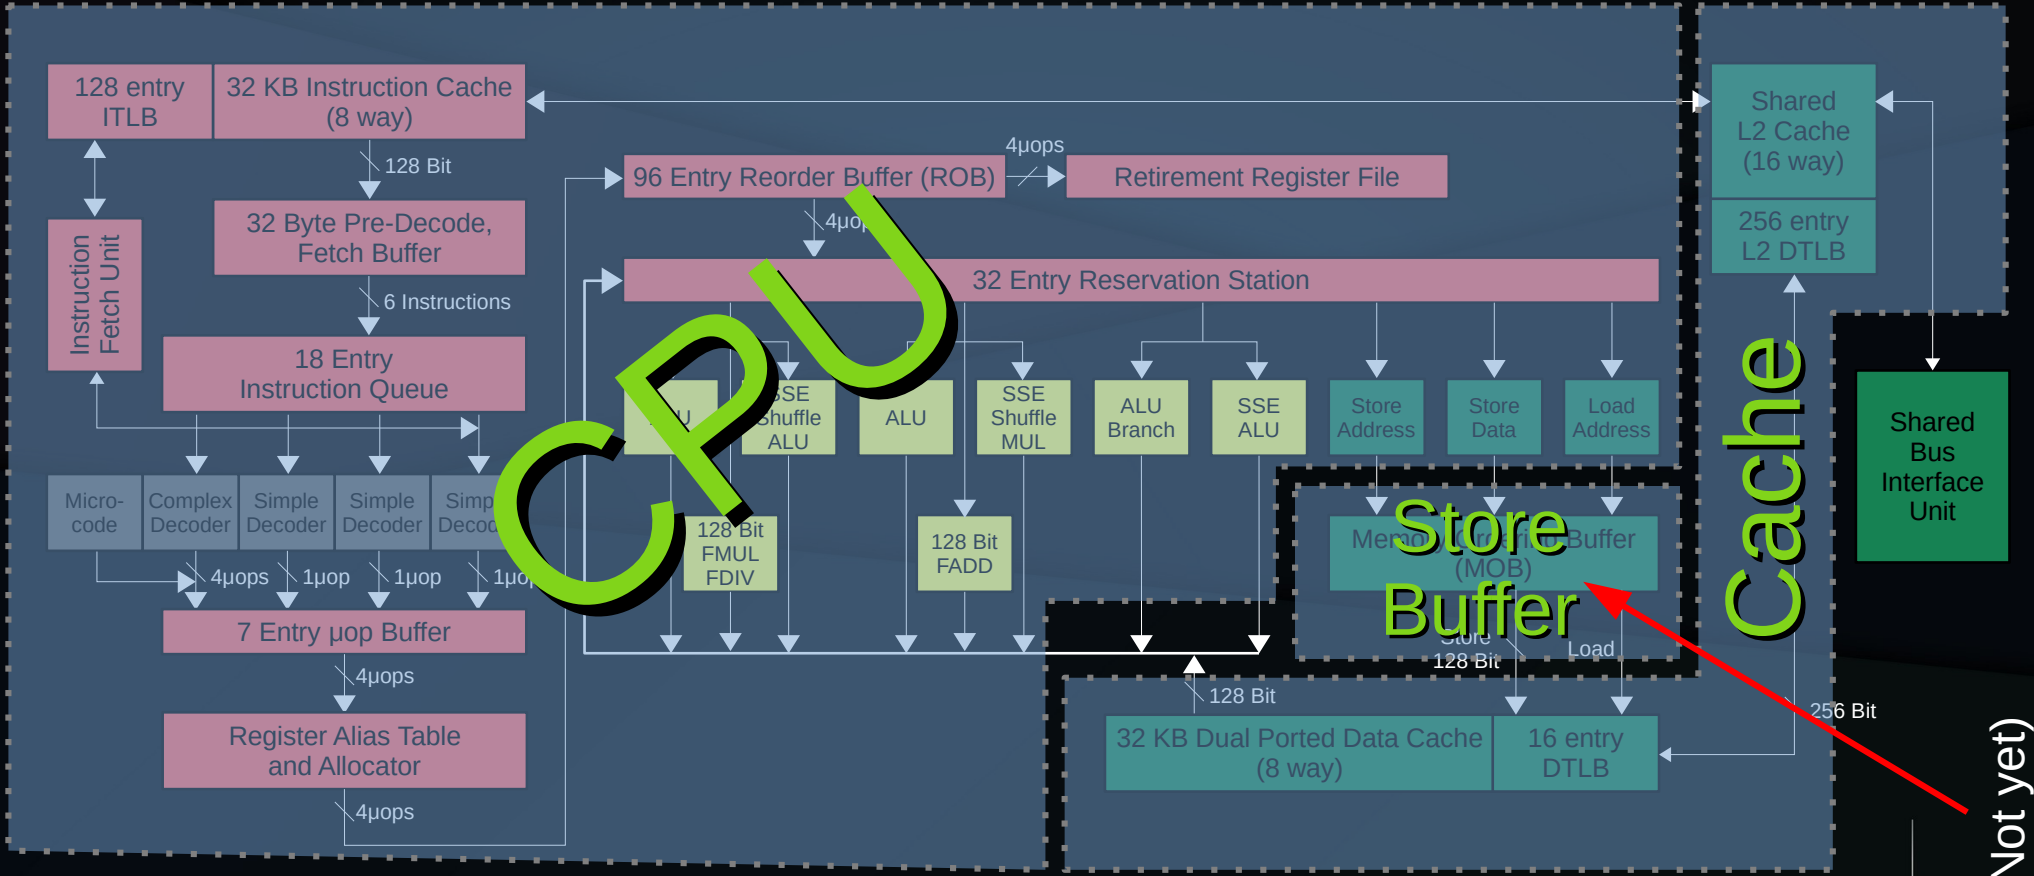 128 entry
ITLB
32 KB Instruction Cache
(8 way)
128 Bit
32 Byte Pre-Decode,
Fetch Buffer
Instruction
Fetch Unit
6 Instructions
18 Entry
Instruction Queue
Micro-
code
Complex
Decoder
Simple
Decoder
Simple
Decoder
4µops
1µop
1µop
7 Entry µop Buffer
4µops
Register Alias Table
and Allocator
4µops
96 Entry Reorder Buffer (ROB)
4µops
Retirement Register File
32 Entry Reservation Station
CPU
Shuffle
ALU
ALU
SSE
Shuffle
MUL
ALU
Branch
SSE
ALU
Store
Address
Store
Data
Load
Address
128 Bit
FMUL
FDIV
128 Bit
FADD
Memory Ordering Buffer
(MOB)
Store
Buffer
Store
128 Bit
Load
128 Bit
32 KB Dual Ported Data Cache
(8 way)
16 entry
DTLB
Shared
L2 Cache
(16 way)
256 entry
L2 DTLB
Cache
256 Bit
Shared
Bus
Interface
Unit
yet)